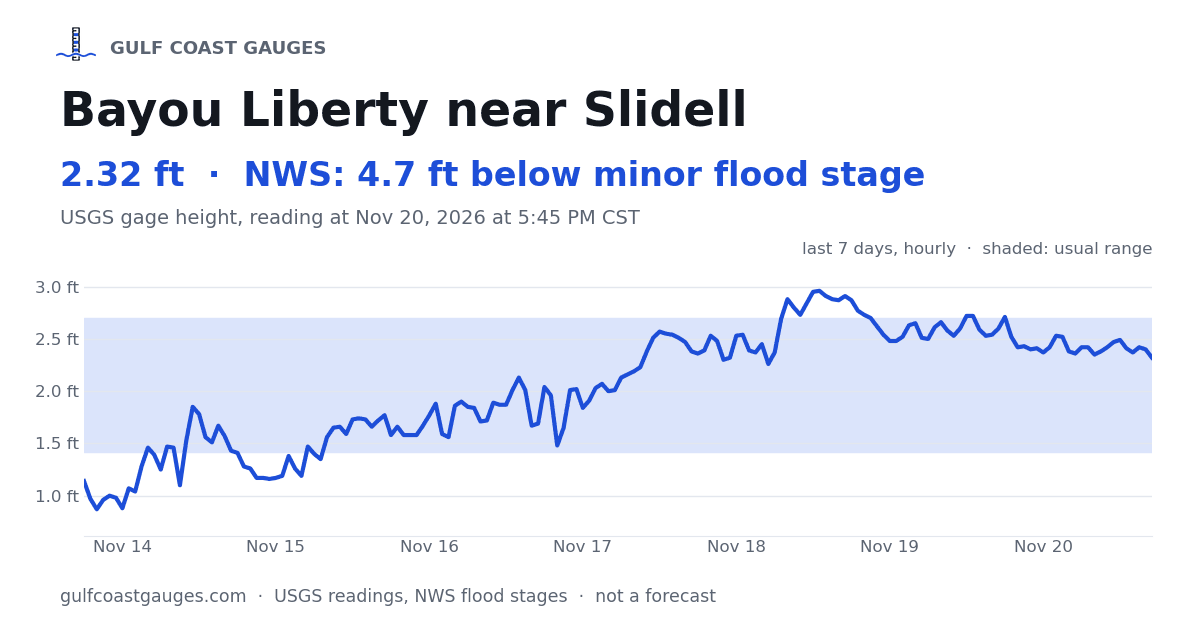 GULF COAST GAUGES
Bayou Liberty near Slidell
2.32 ft · NWS: 4.7 ft below minor flood stage
USGS gage height, reading at Nov 20, 2026 at 5:45 PM CST
last 7 days, hourly · shaded: usual range
3.0 ft
2.5 ft
2.0 ft
1.5 ft
1.0 ft
Nov 14 Nov 15 Nov 16 Nov 17 Nov 18 Nov 19 Nov 20
gulfcoastgauges.com · USGS readings, NWS flood stages · not a forecast